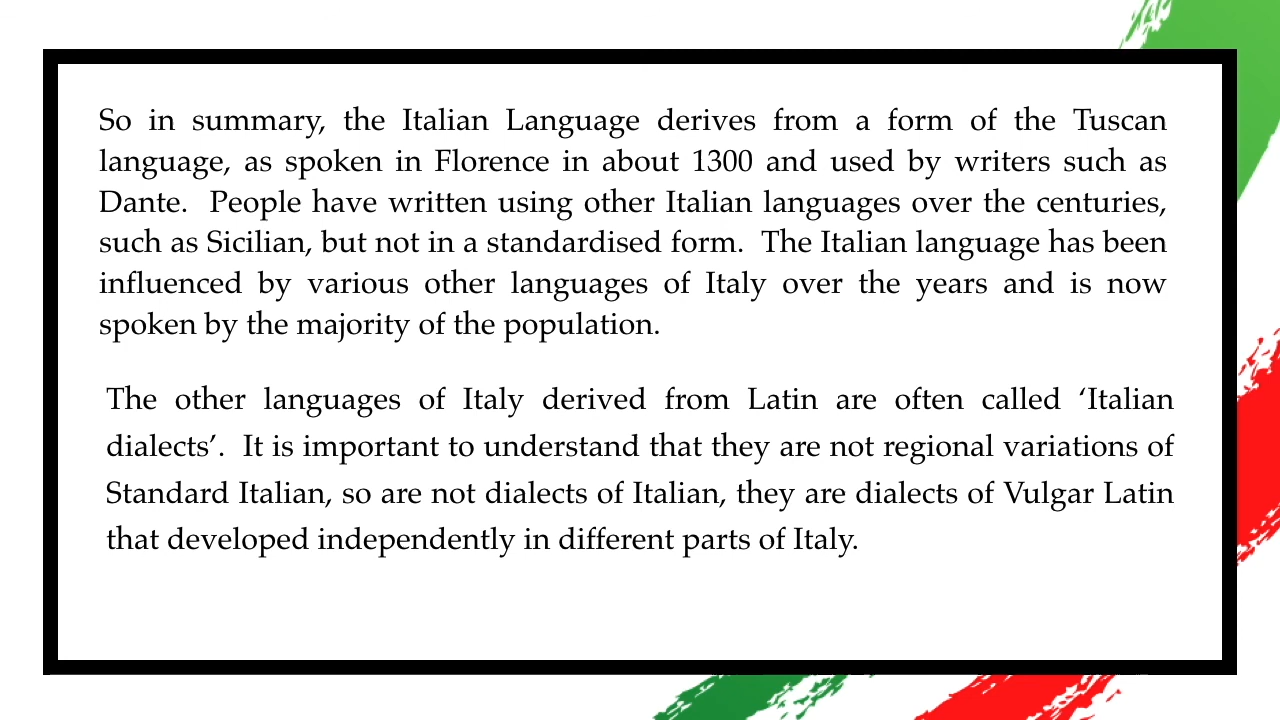 So in summary, the Italian Language derives from a form of the Tuscan
language, as spoken in Florence in about 1300 and used by writers such as
Dante.  People have written using other Italian languages over the centuries,
such as Sicilian, but not in a standardised form.  The Italian language has been
influenced by various other languages of Italy over the years and is now
spoken by the majority of the population.
The other languages of Italy derived from Latin are often called ‘Italian
dialects’.  It is important to understand that they are not regional variations of
Standard Italian, so are not dialects of Italian, they are dialects of Vulgar Latin
that developed independently in different parts of Italy.